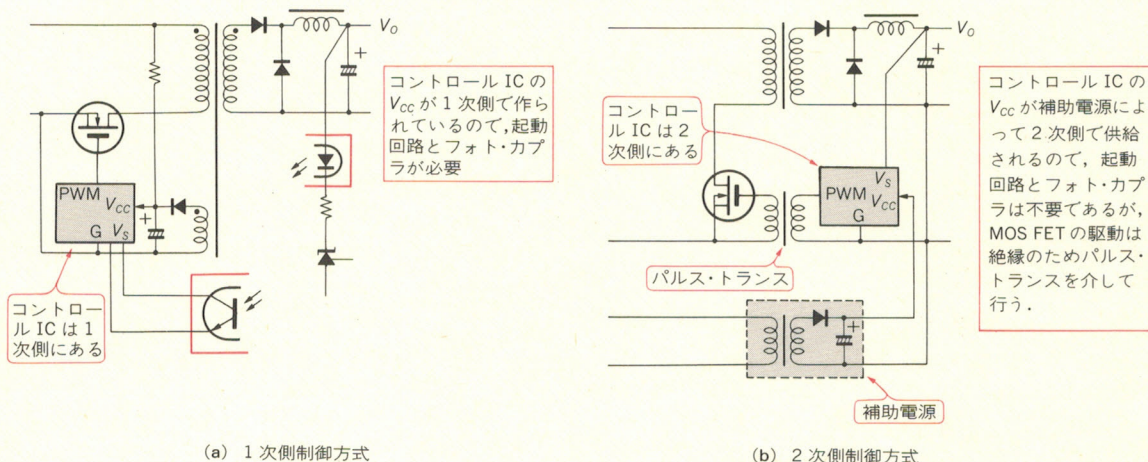 V_O
コントロール IC の
V_CC が 1 次側で作ら
れているので,起動
回路とフォト・カプ
ラが必要
PWM
V_CC
G
V_S
コントロー
ル IC は 1
次側にある
(a) 1 次側制御方式
V_O
コントロー
ル IC は 2
次側にある
コントロール IC の
V_CC が補助電源によ
って 2 次側で供給
されるので，起動
回路とフォト・カプ
ラは不要であるが,
MOS FET の駆動は
絶縁のためパルス・
トランスを介して
行う．
V_S
PWM
V_CC
G
パルス・トランス
補助電源
(b) 2 次側制御方式